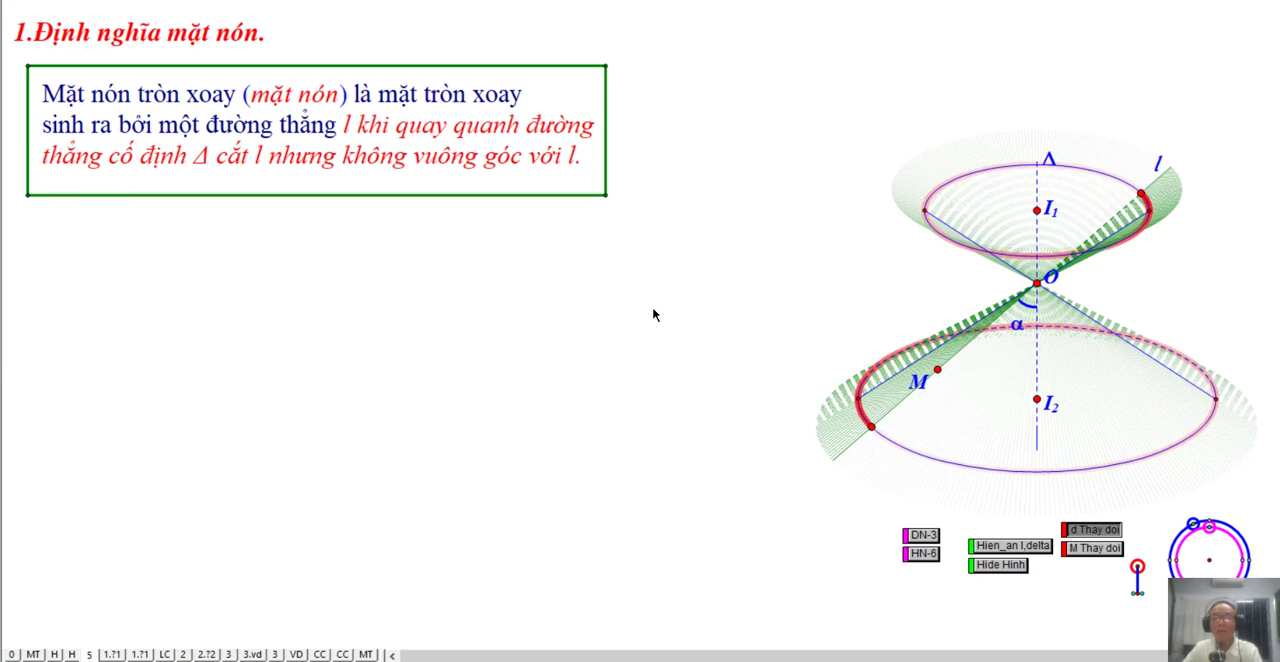 1.Định nghĩa mặt nón.
Mặt nón tròn xoay (mặt nón) là mặt tròn xoay
sinh ra bởi một đường thẳng l khi quay quanh đường
thẳng cố định Δ cắt l nhưng không vuông góc với l.
Δ
l
I₁
O
α
M
I₂
DN-3
HN-6
Hien_an l,delta
Hide Hinh
d Thay doi
M Thay doi
0 MT H H 5 1.?1 1.?1 LC 2 2.?2 3 3.vd 3 VD CC CC MT <